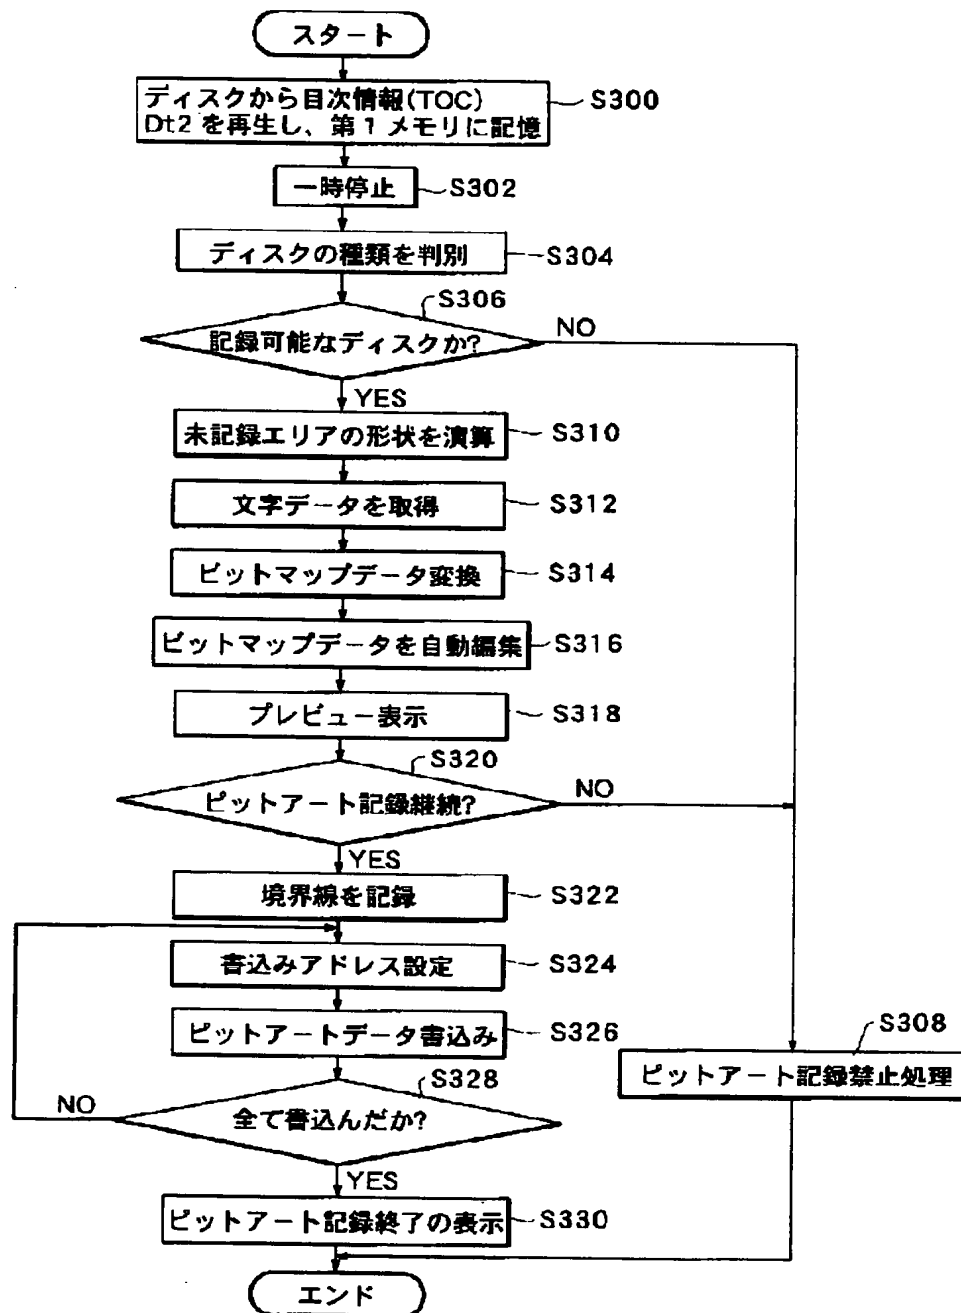 スタート
ディスクから目次情報(TOC)
Dt2 を再生し、第1メモリに記憶
S300
一時停止
S302
ディスクの種類を判別
S304
S306
記録可能なディスクか?
NO
YES
未記録エリアの形状を演算
S310
文字データを取得
S312
ビットマップデータ変換
S314
ビットマップデータを自動編集
S316
プレビュー表示
S318
S320
ピットアート記録継続?
NO
YES
境界線を記録
S322
書込みアドレス設定
S324
ピットアートデータ書込み
S326
S308
ピットアート記録禁止処理
S328
NO
全て書込んだか?
YES
ピットアート記録終了の表示
S330
エンド